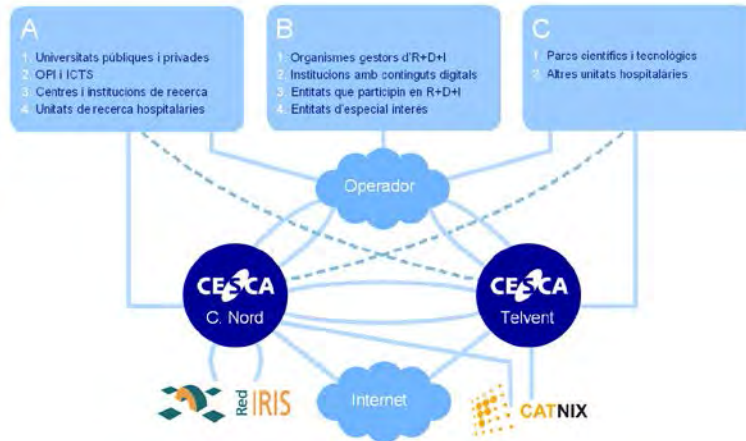 A
1. Universitats públiques i privades
2. OPI i ICTS
3. Centres i institucions de recerca
4. Unitats de recerca hospitalaries
B
1. Organismes gestors d'R+D+I
2. Institucions amb continguts digitals
3. Entitats que participin en R+D+I
4. Entitats d'especial interés
C
1. Parcs científics i tecnològics
2. Altres unitats hospitalàries
Operador
CESCA
C. Nord
CESCA
Telvent
Red IRIS
Internet
CATNIX